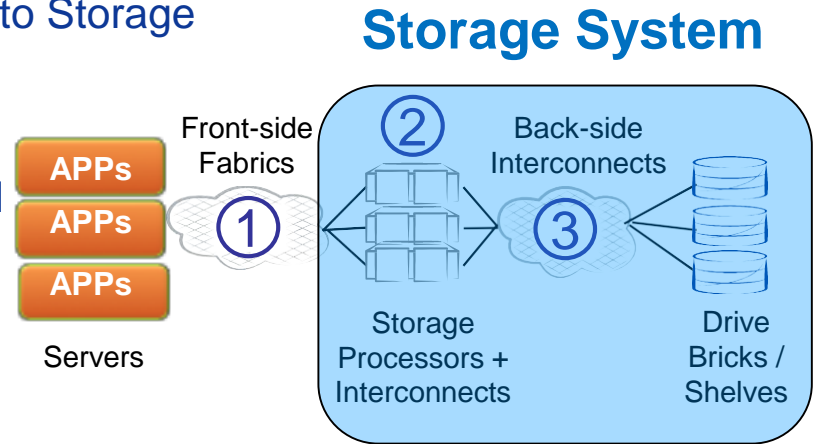 to Storage
Storage System
Front-side
Fabrics
2
Back-side
Interconnects
APPs
APPs
APPs
1
3
Servers
Storage
Processors +
Interconnects
Drive
Bricks /
Shelves